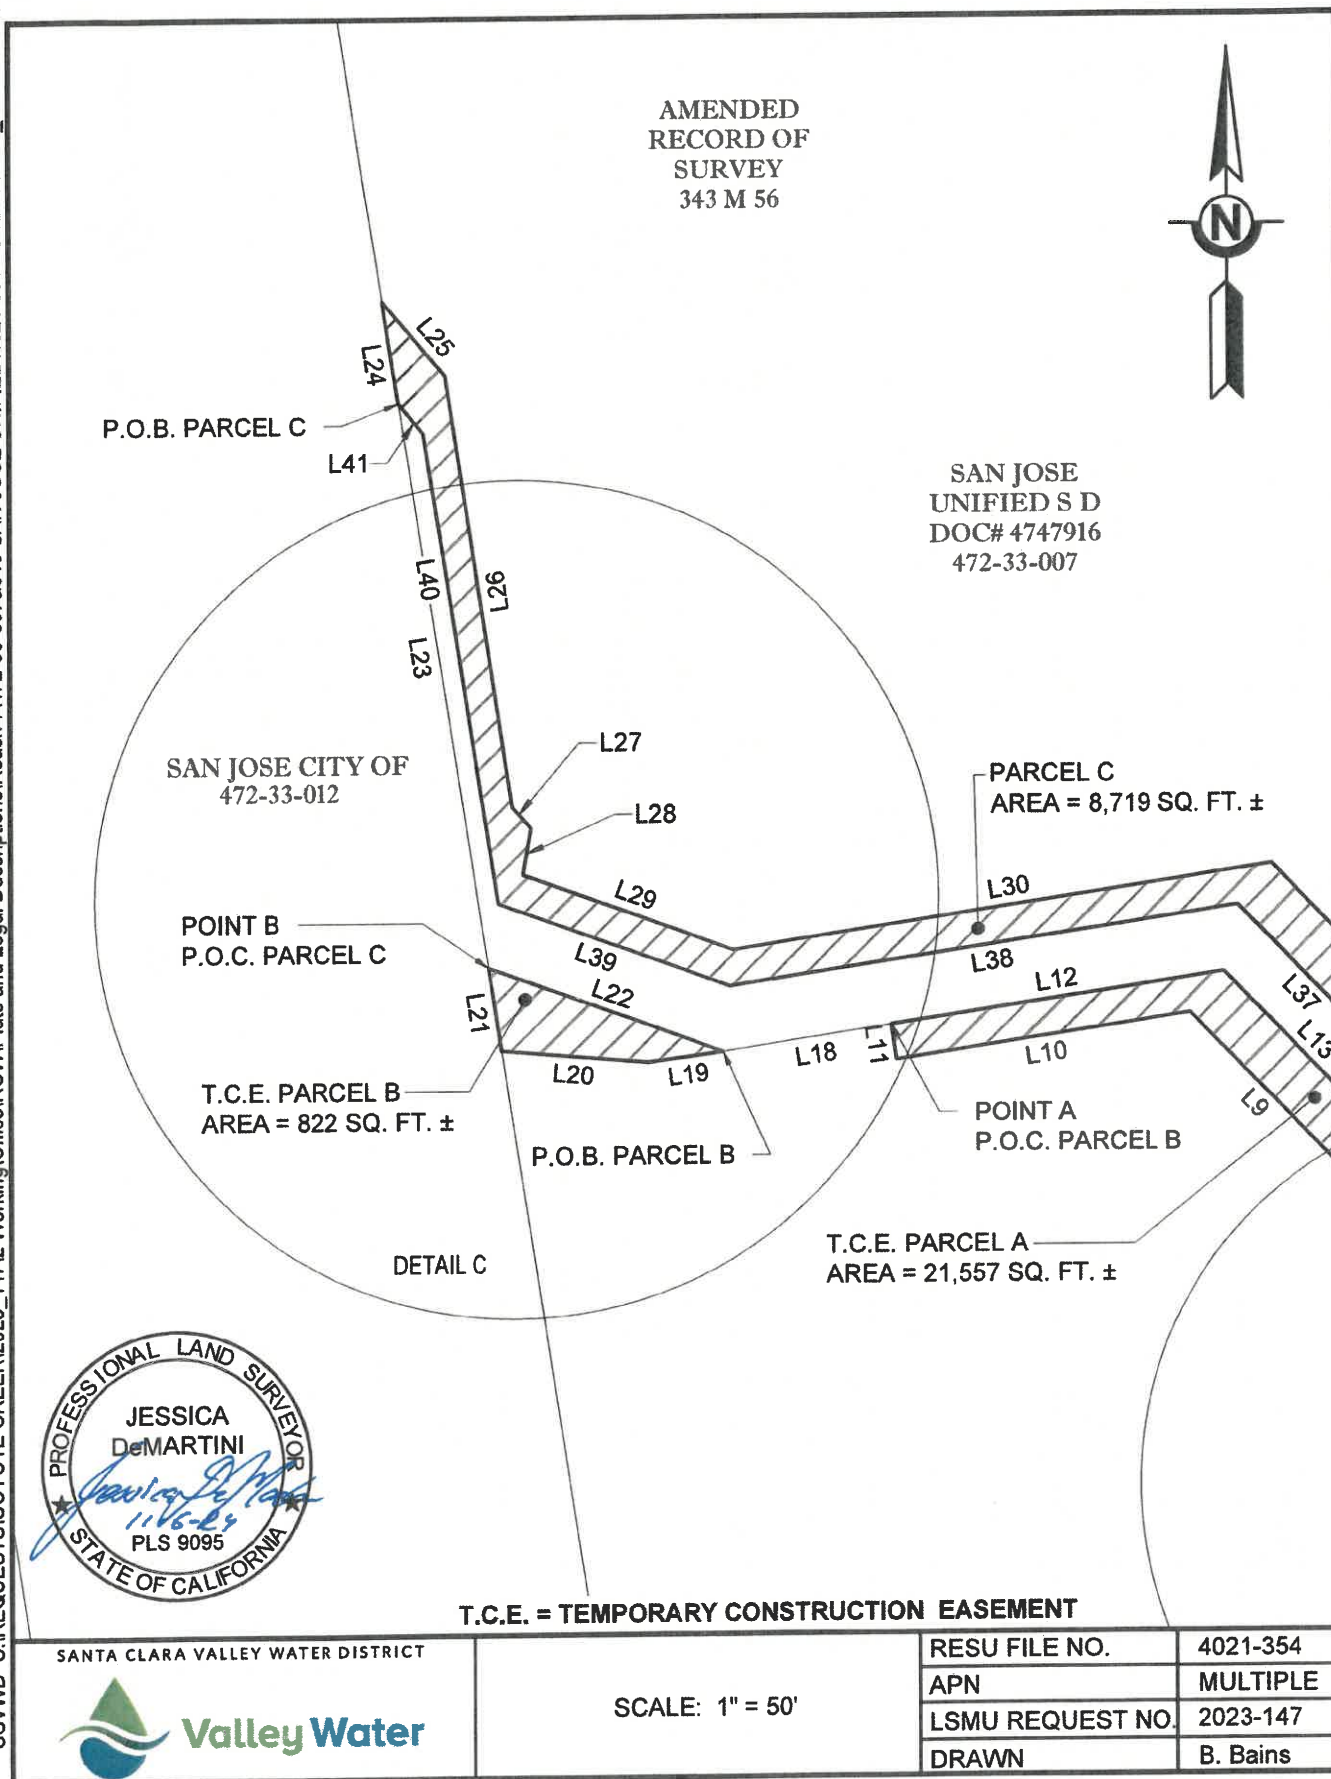 AMENDED
RECORD OF
SURVEY
343 M 56
N
L25
L24
P.O.B. PARCEL C
L41
SAN JOSE
UNIFIED S D
DOC# 4747916
472-33-007
L40
L26
L23
L27
SAN JOSE CITY OF
472-33-012
PARCEL C
AREA = 8,719 SQ. FT. ±
L28
L29
L30
POINT B
P.O.C. PARCEL C
L39
L38
L12
L22
L37
L21
L13
L18
L11
L10
L20
L19
L9
T.C.E. PARCEL B
AREA = 822 SQ. FT. ±
POINT A
P.O.C. PARCEL B
P.O.B. PARCEL B
T.C.E. PARCEL A
AREA = 21,557 SQ. FT. ±
DETAIL C
PROFESSIONAL LAND SURVEYOR
JESSICA
DeMARTINI
PLS 9095
STATE OF CALIFORNIA
T.C.E. = TEMPORARY CONSTRUCTION EASEMENT
SANTA CLARA VALLEY WATER DISTRICT
Valley Water
SCALE: 1" = 50'
RESU FILE NO. 4021-354
APN MULTIPLE
LSMU REQUEST NO. 2023-147
DRAWN B. Bains